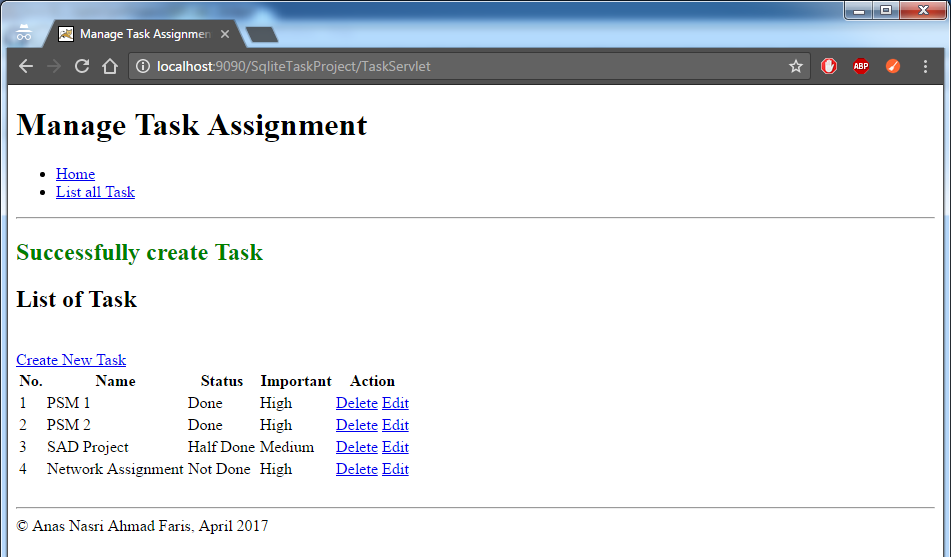 Manage Task Assignmen
localhost:9090/SqliteTaskProject/TaskServlet
ABP
Manage Task Assignment
Home
List all Task
Successfully create Task
List of Task
Create New Task
No. Name Status Important Action
1 PSM 1 Done High Delete Edit
2 PSM 2 Done High Delete Edit
3 SAD Project Half Done Medium Delete Edit
4 Network Assignment Not Done High Delete Edit
© Anas Nasri Ahmad Faris, April 2017